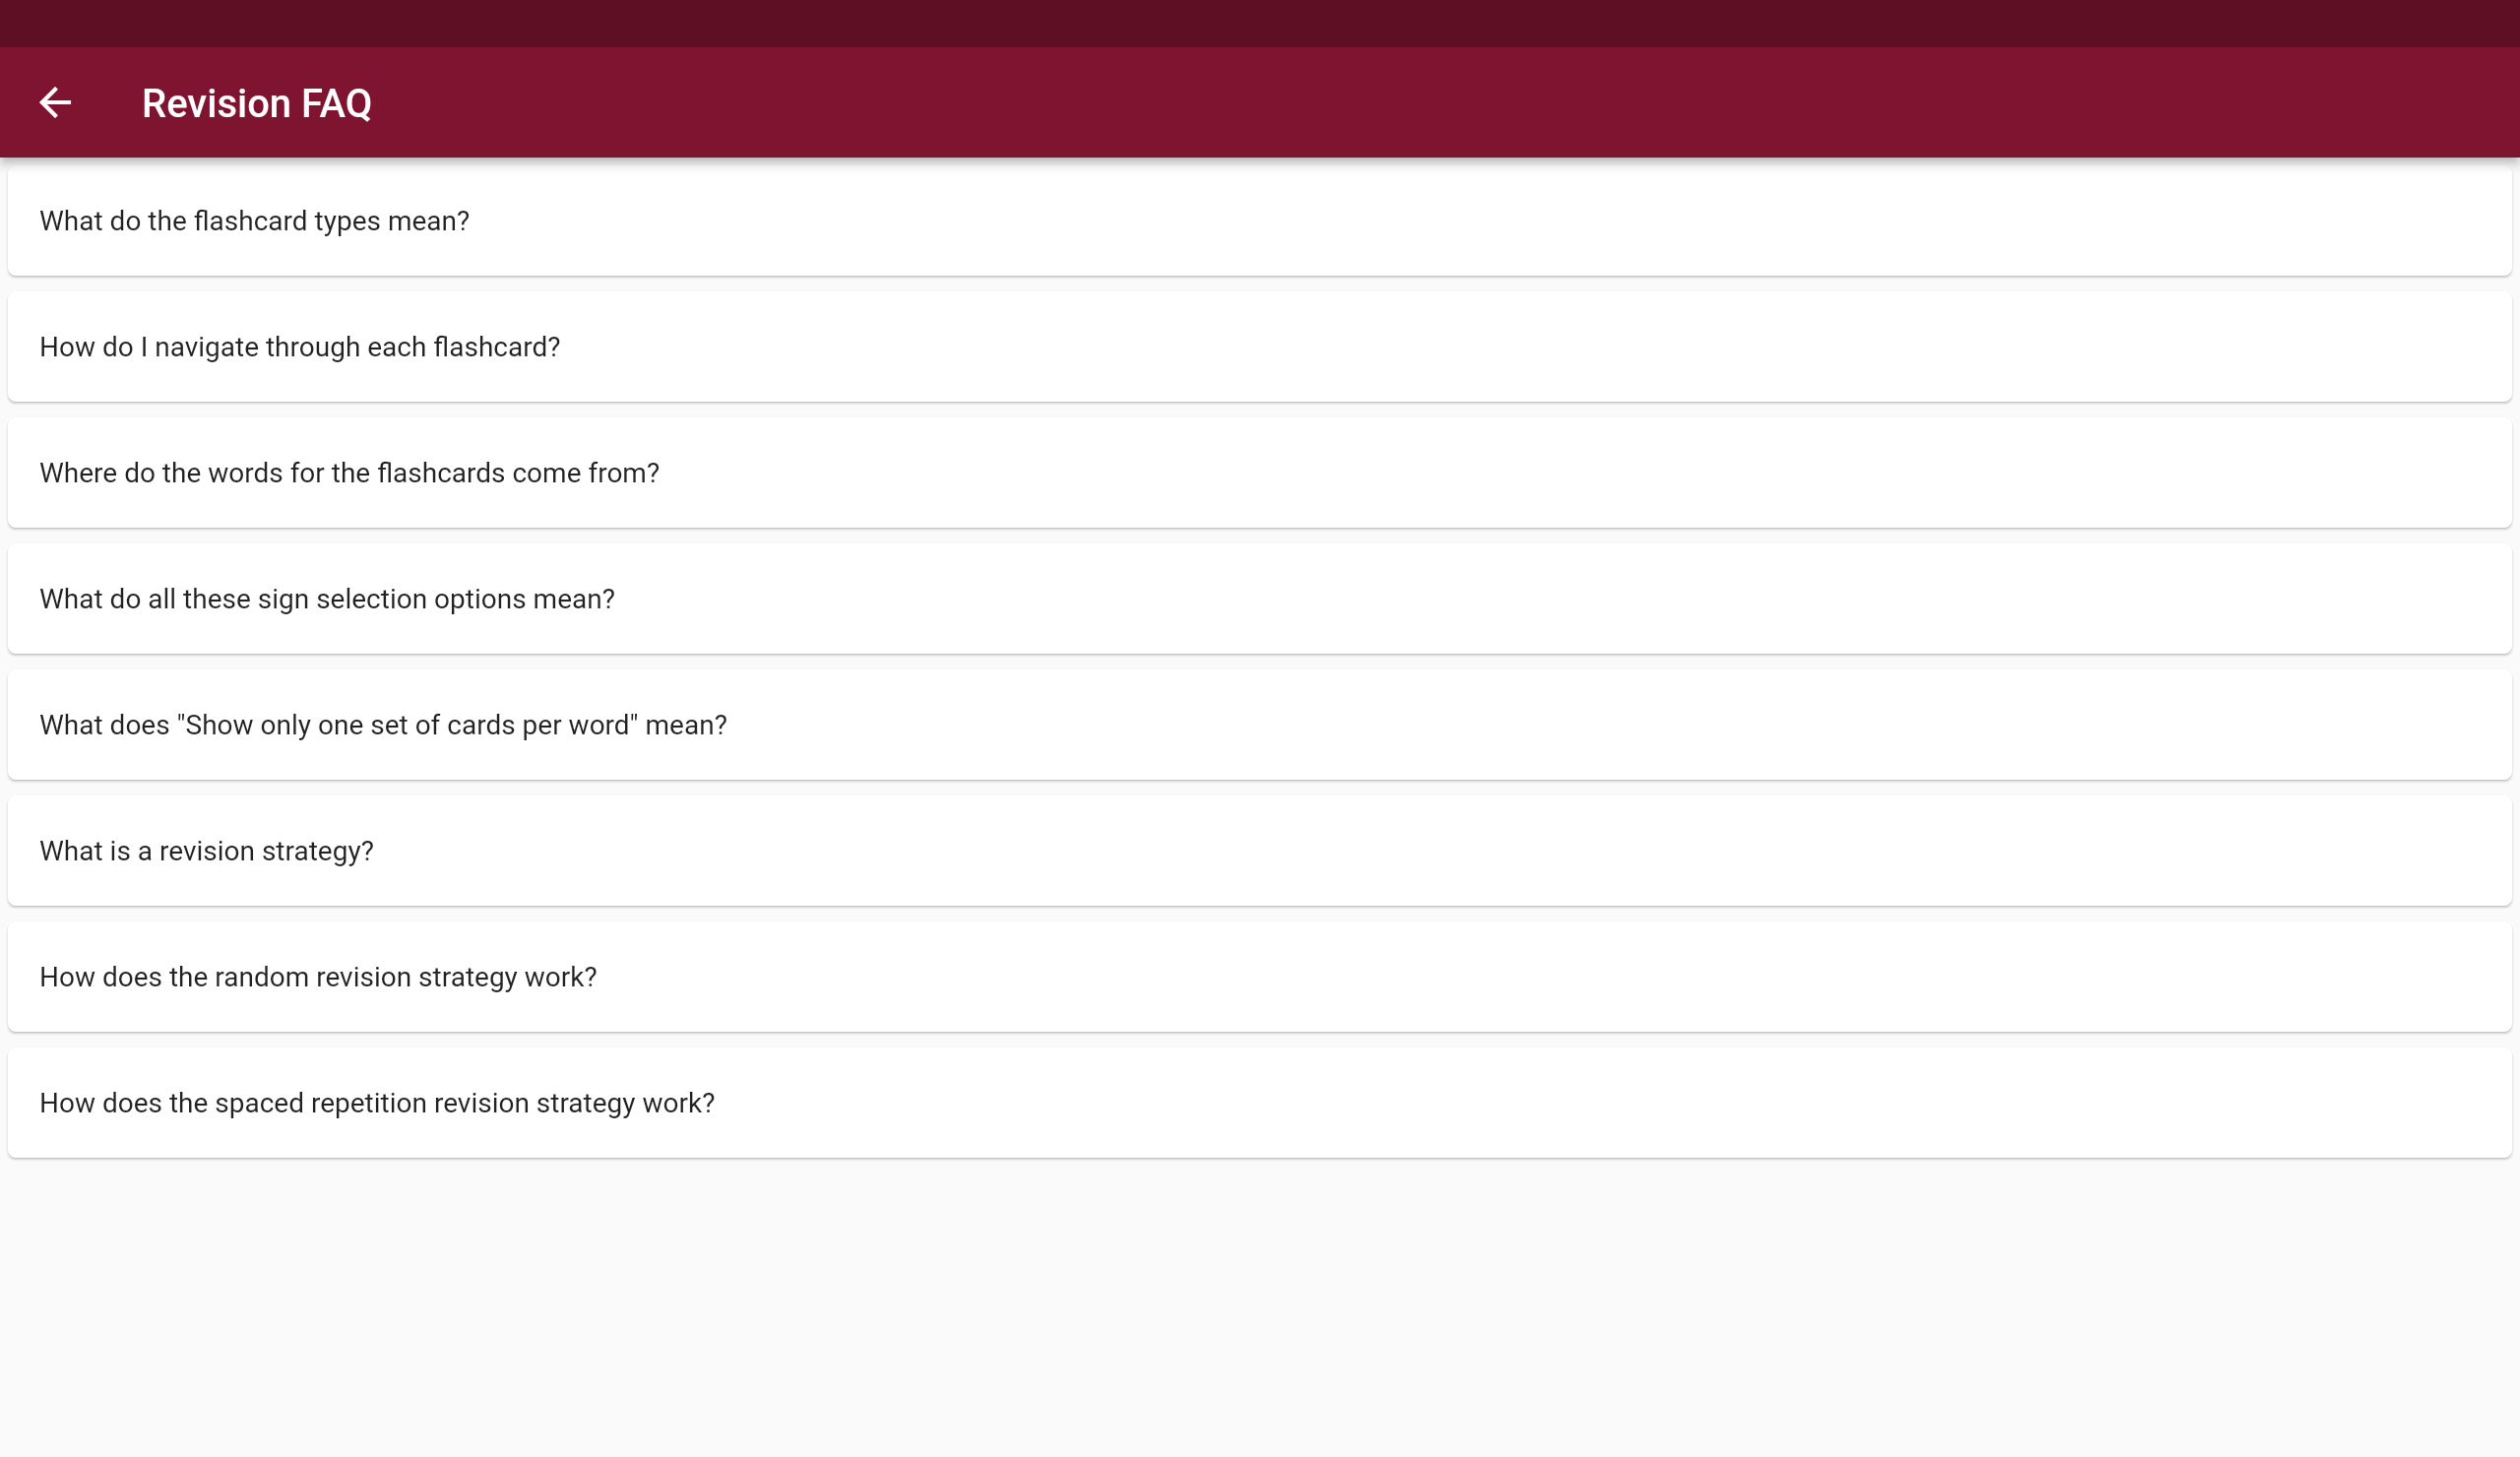 Revision FAQ
What do the flashcard types mean?
How do I navigate through each flashcard?
Where do the words for the flashcards come from?
What do all these sign selection options mean?
What does "Show only one set of cards per word" mean?
What is a revision strategy?
How does the random revision strategy work?
How does the spaced repetition revision strategy work?